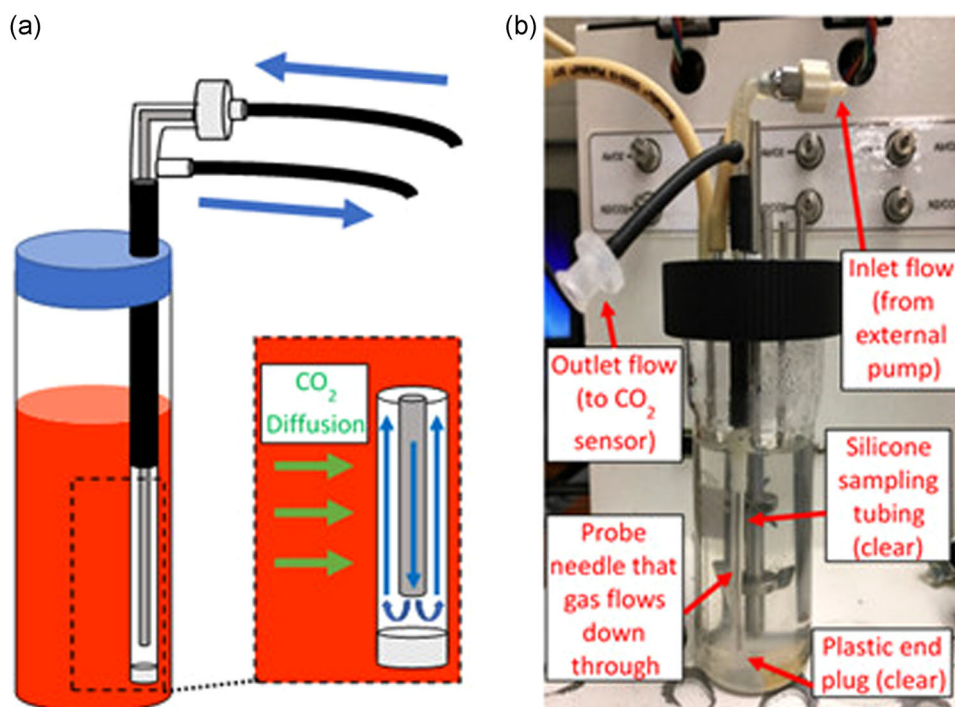 (a)
CO2
Diffusion
(b)
Inlet flow
(from
external
pump)
Outlet flow
(to CO2
sensor)
Silicone
sampling
tubing
(clear)
Probe
needle that
gas flows
down
through
Plastic end
plug (clear)